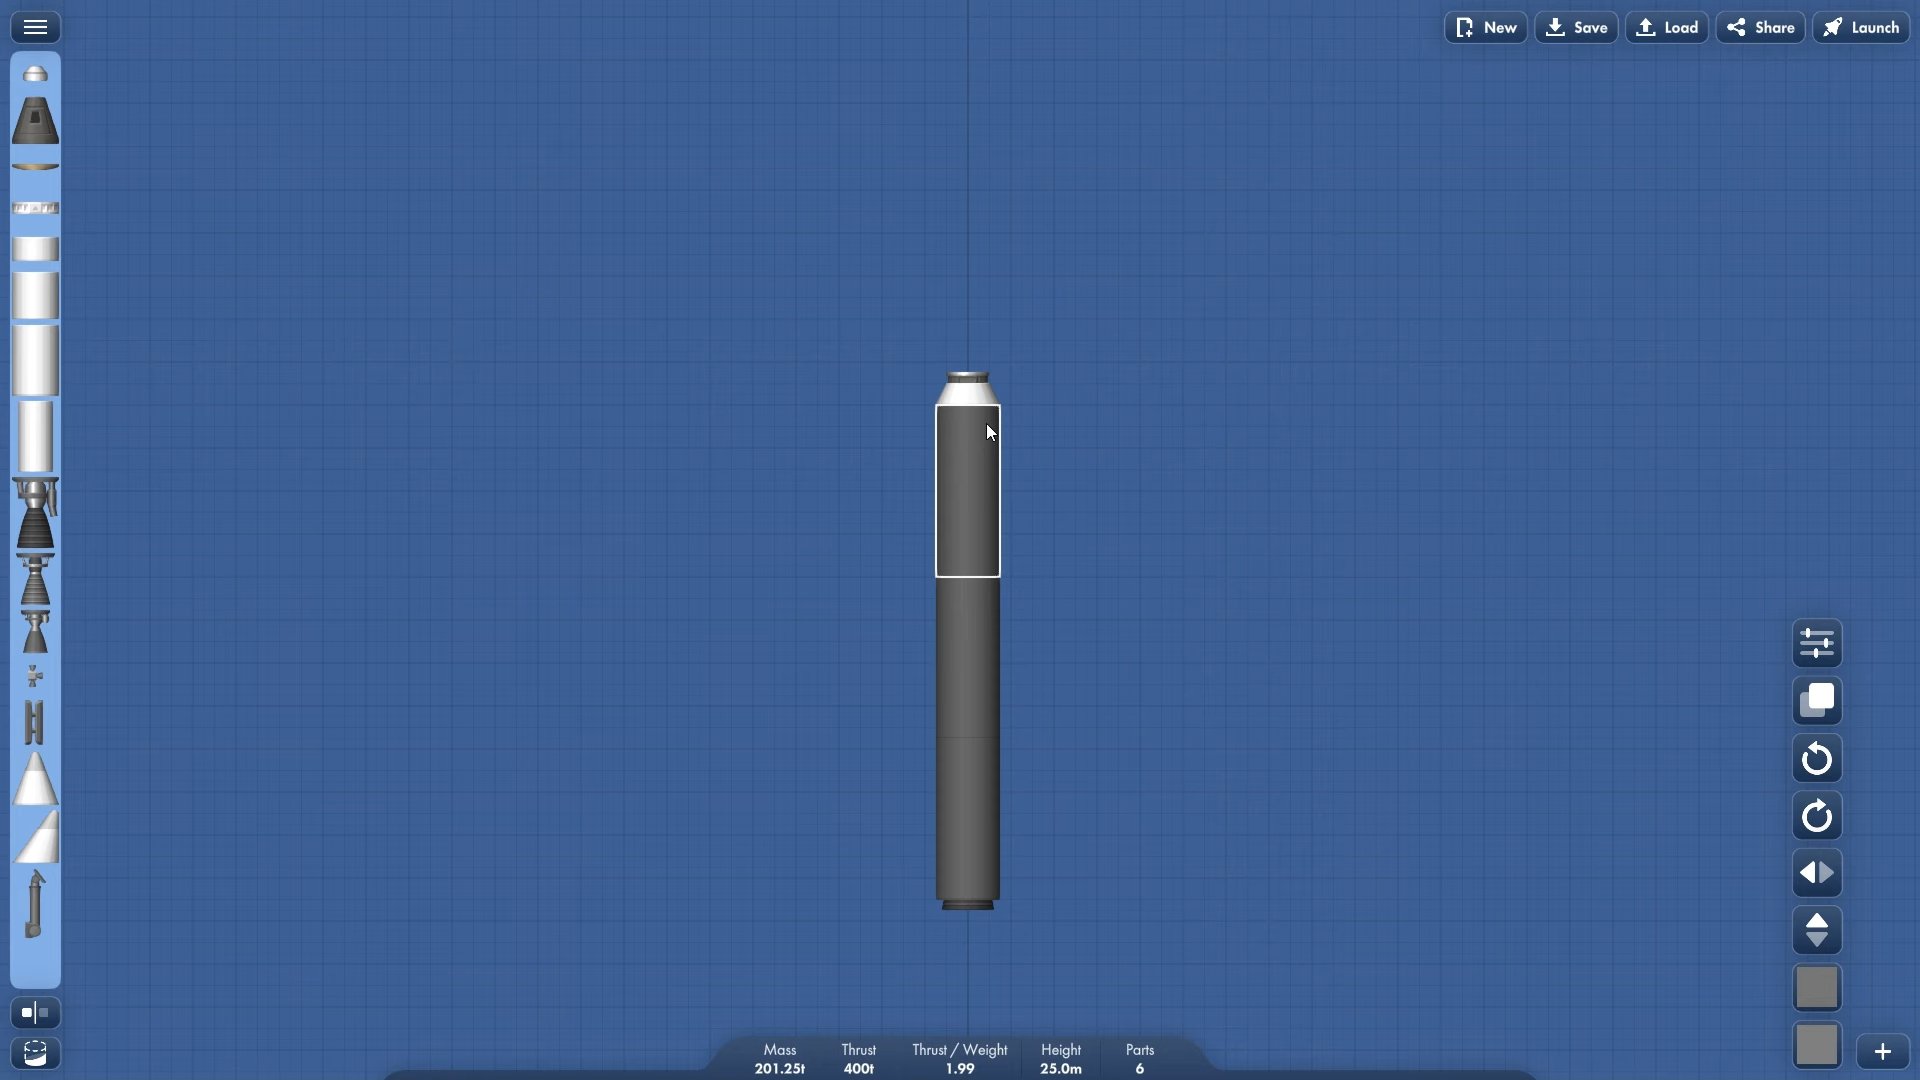 New Save Load Share Launch
Mass Thrust Thrust / Weight Height Parts
201.25t 400t 1.99 25.0m 6